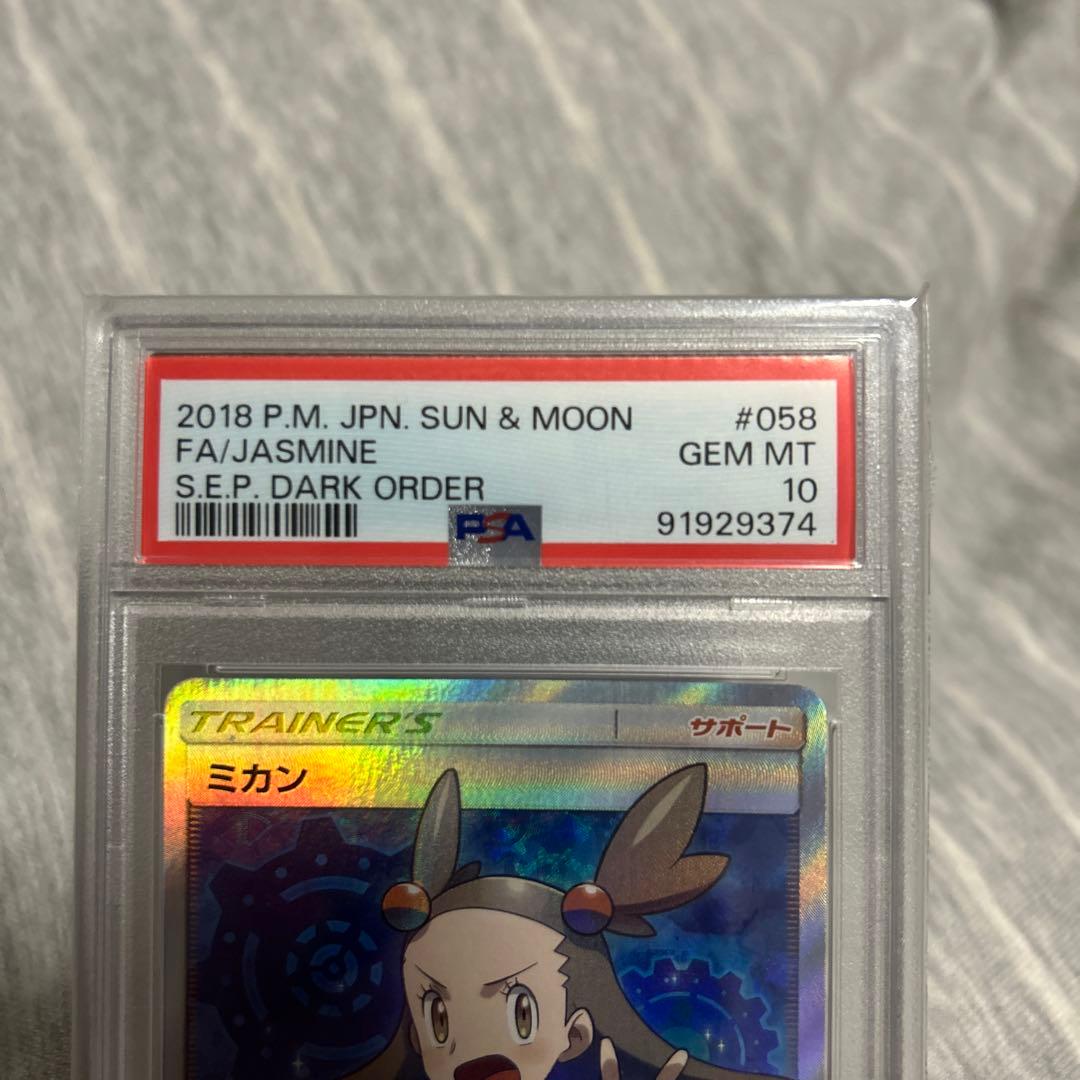 2018 P.M. JPN. SUN & MOON #058
FA/JASMINE GEM MT
S.E.P. DARK ORDER 10
PSA 91929374
TRAINER'S サポート
ミカン